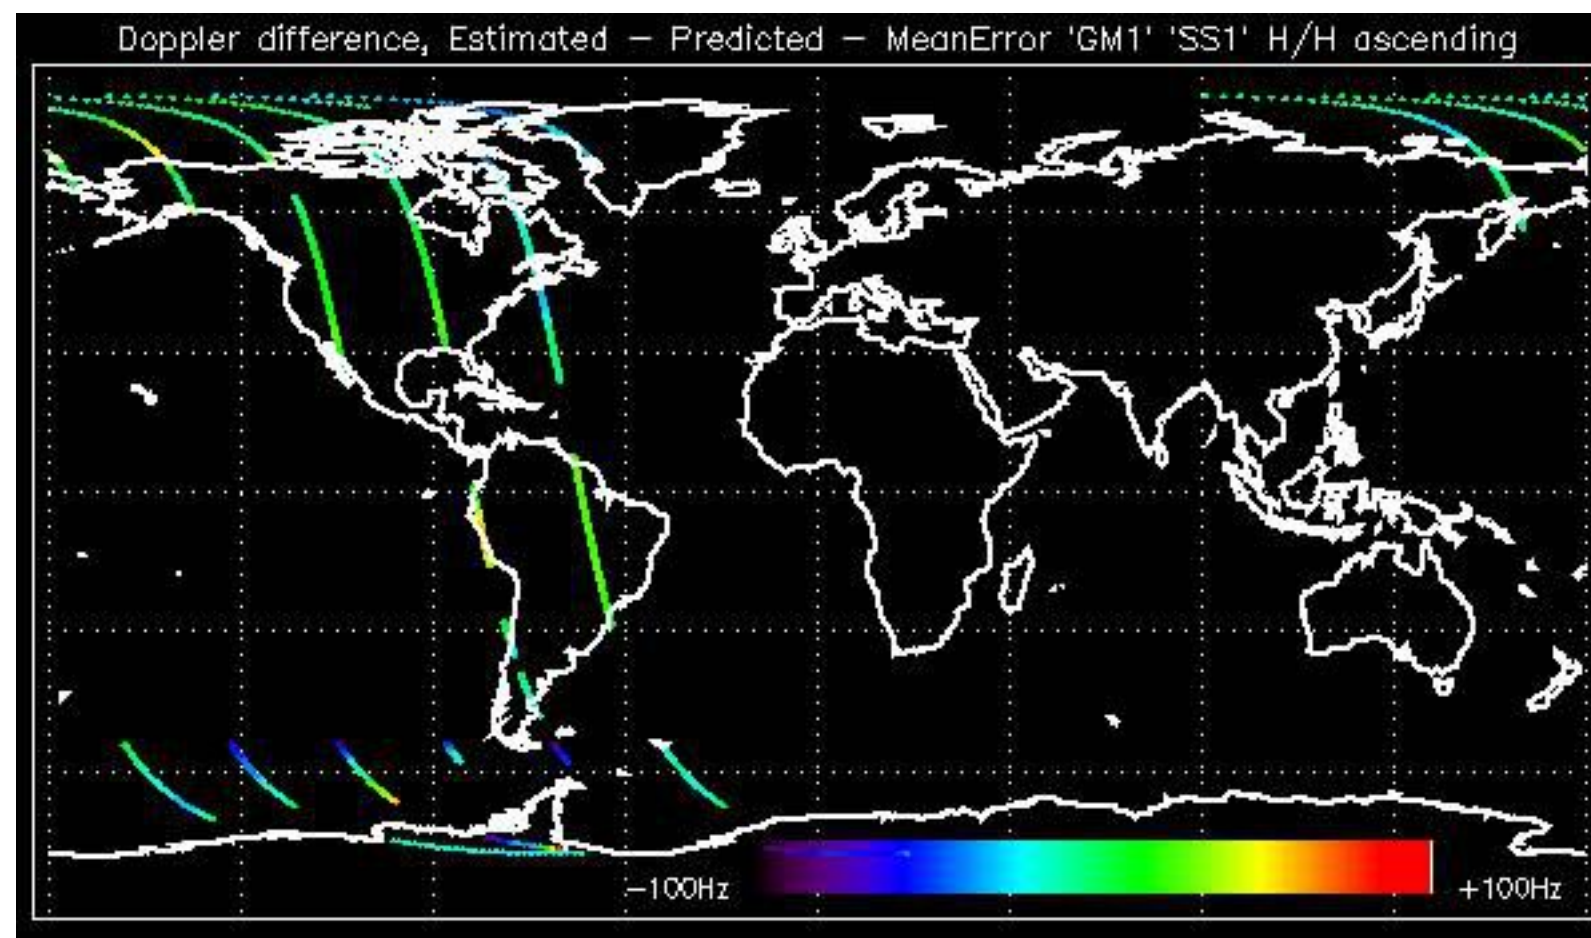 Doppler difference, Estimated – Predicted – MeanError 'GM1' 'SS1' H/H ascending
–100Hz
+100Hz